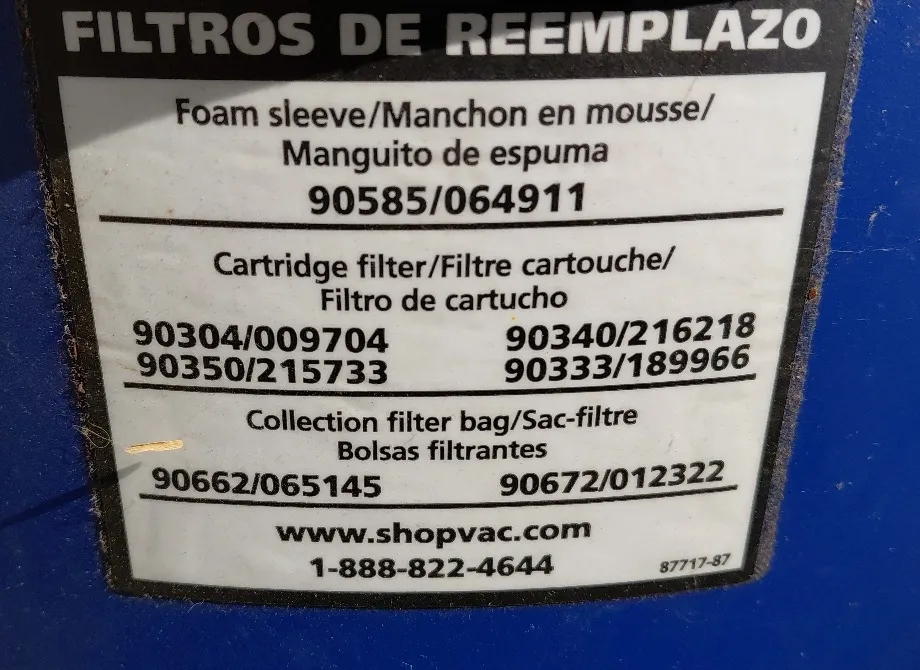 FILTROS DE REEMPLAZO
Foam sleeve/Manchon en mousse/
Manguito de espuma
90585/064911
Cartridge filter/Filtre cartouche/
Filtro de cartucho
90304/009704 90340/216218
90350/215733 90333/189966
Collection filter bag/Sac-filtre
Bolsas filtrantes
90662/065145 90672/012322
www.shopvac.com
1-888-822-4644
87717-87